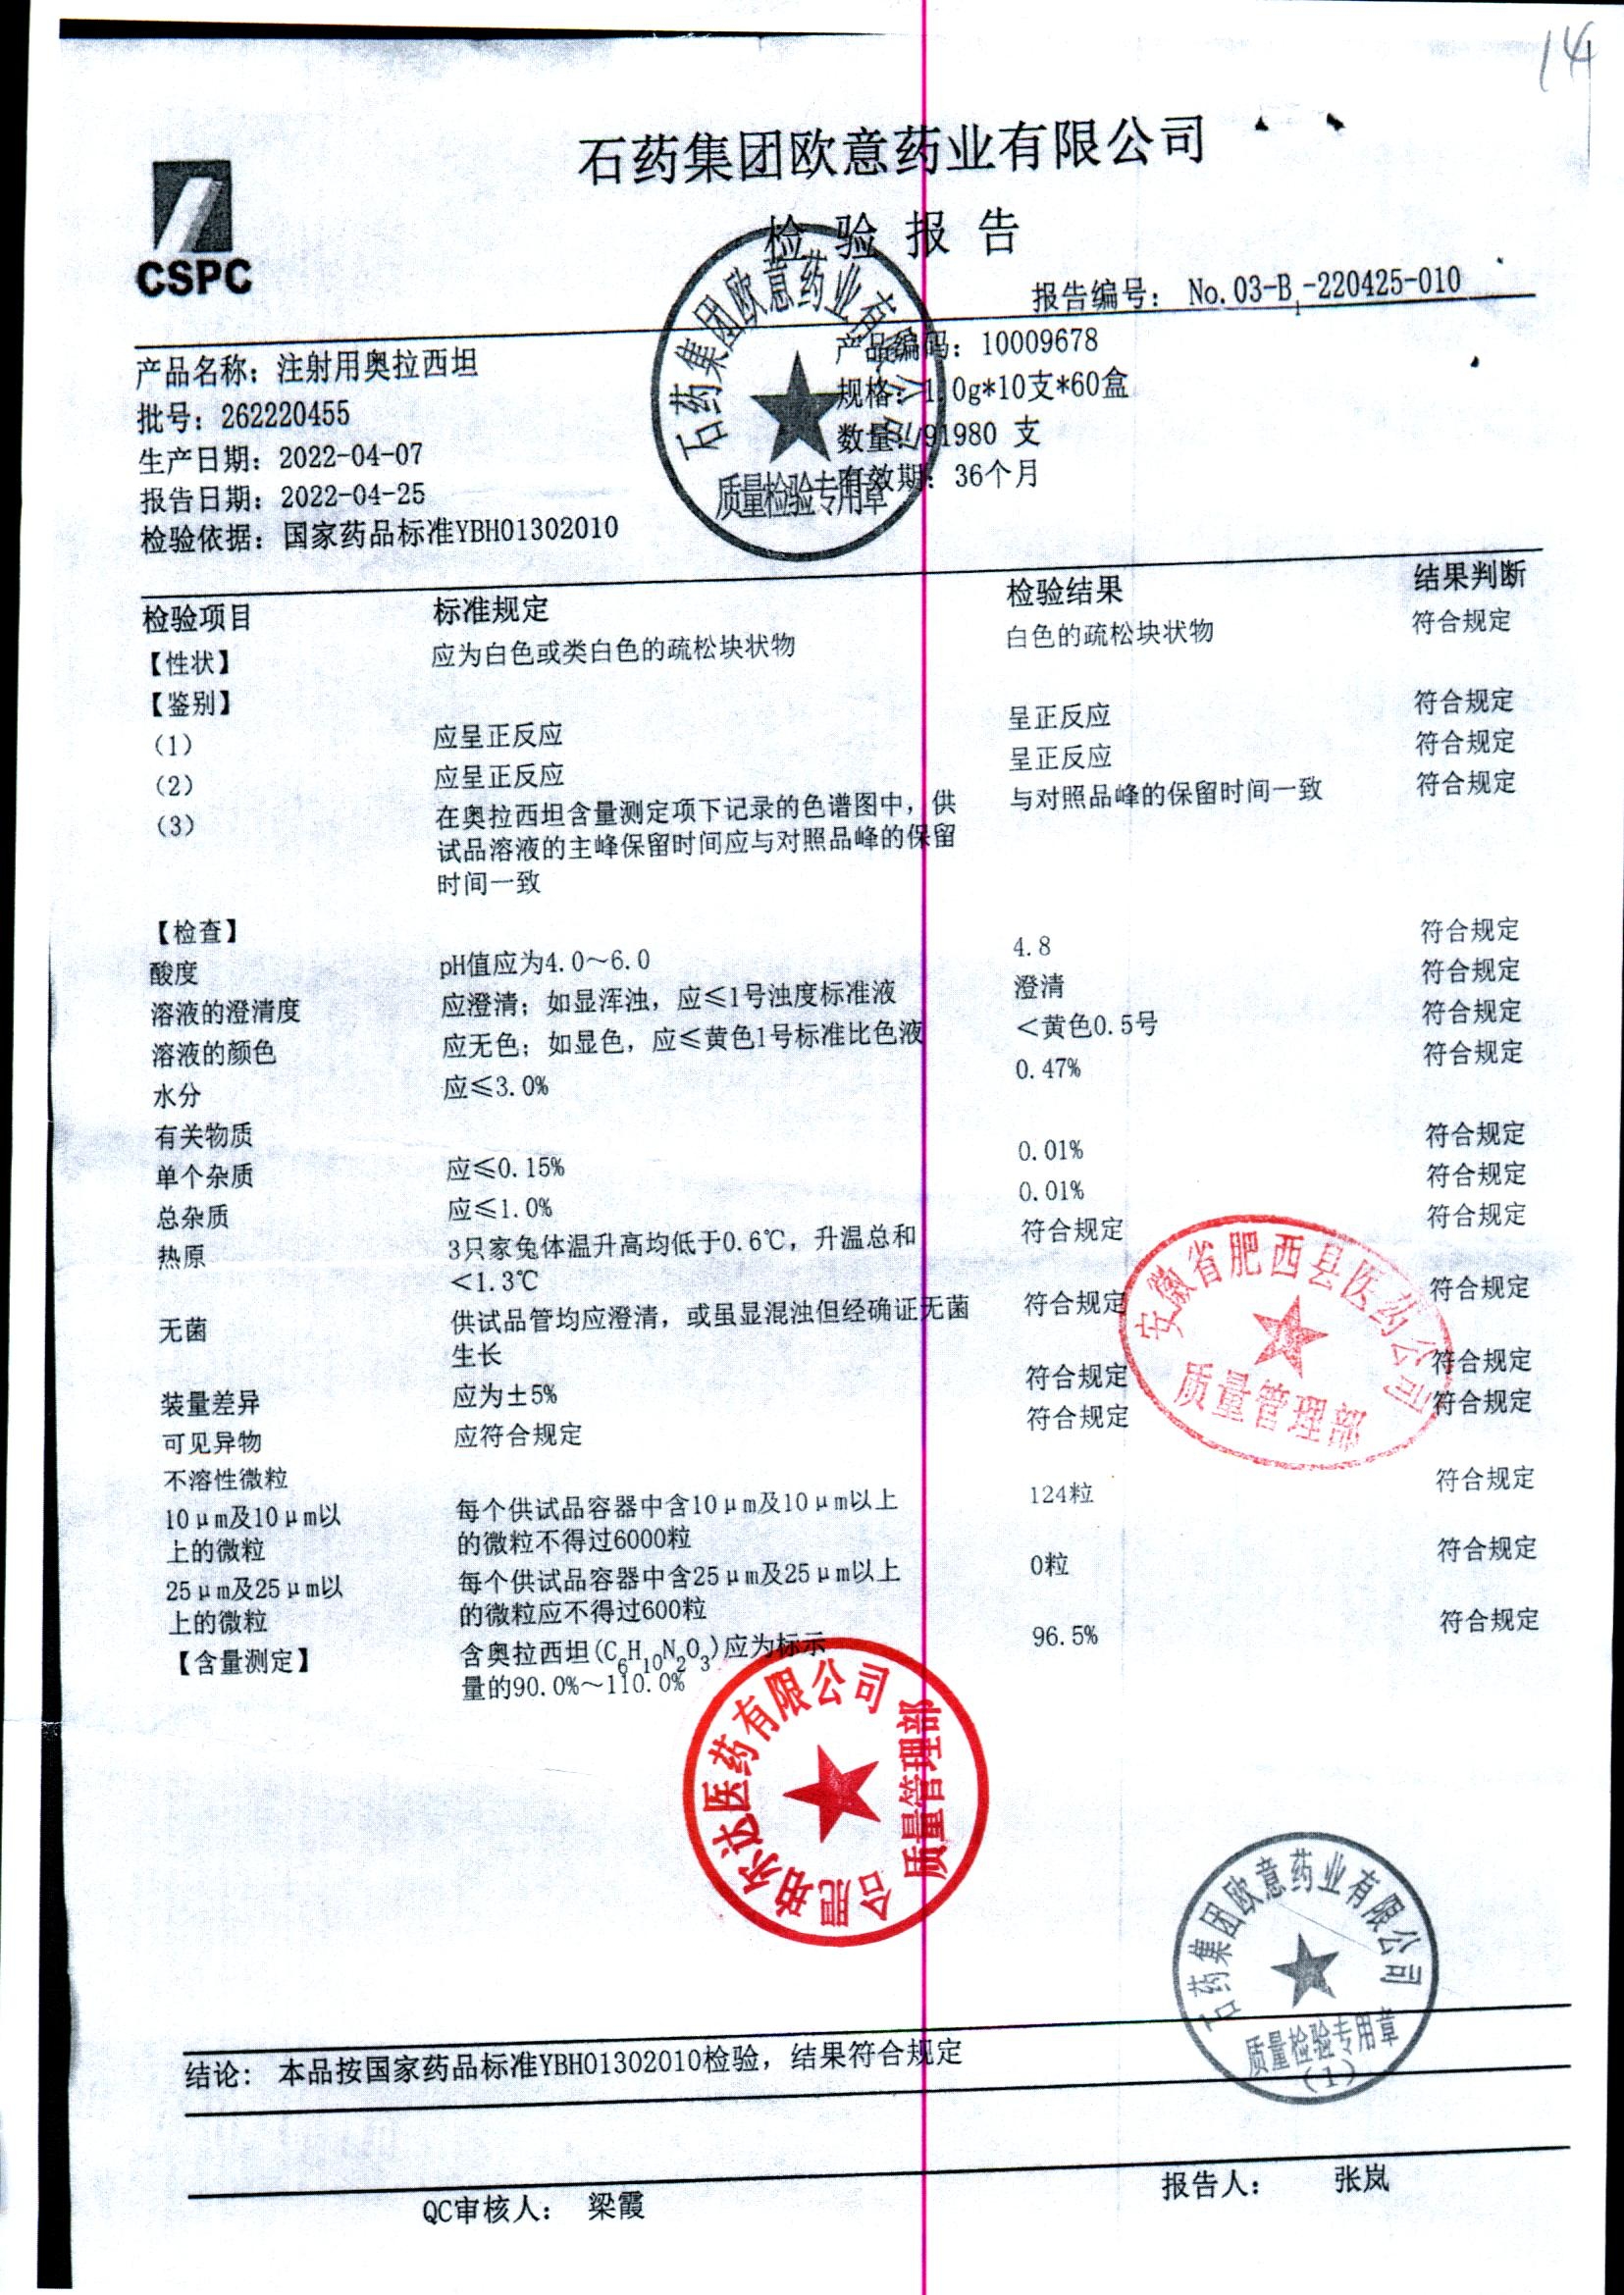 14
石药集团欧意药业有限公司
检验报告
CSPC
报告编号: No.03-B1-220425-010
产品名称: 注射用奥拉西坦 产品编码: 10009678
批号: 262220455 规格: 1.0g*10支*60盒
生产日期: 2022-04-07 数量: 91980 支
报告日期: 2022-04-25 有效期: 36个月
检验依据: 国家药品标准YBH01302010
石药集团欧意药业有限公司
质量检验专用章
检验项目 标准规定 检验结果 结果判断
【性状】 应为白色或类白色的疏松块状物 白色的疏松块状物 符合规定
【鉴别】
(1) 应呈正反应 呈正反应 符合规定
(2) 应呈正反应 呈正反应 符合规定
(3) 在奥拉西坦含量测定项下记录的色谱图中，供 与对照品峰的保留时间一致 符合规定
试品溶液的主峰保留时间应与对照品峰的保留
时间一致
【检查】
酸度 pH值应为4.0～6.0 4.8 符合规定
溶液的澄清度 应澄清；如显浑浊，应≤1号浊度标准液 澄清 符合规定
溶液的颜色 应无色；如显色，应≤黄色1号标准比色液 ＜黄色0.5号 符合规定
水分 应≤3.0% 0.47% 符合规定
有关物质
单个杂质 应≤0.15% 0.01% 符合规定
总杂质 应≤1.0% 0.01% 符合规定
热原 3只家兔体温升高均低于0.6℃，升温总和 符合规定 符合规定
＜1.3℃
无菌 供试品管均应澄清，或虽显混浊但经确证无菌 符合规定 符合规定
生长
装量差异 应为±5% 符合规定 符合规定
可见异物 应符合规定 符合规定 符合规定
不溶性微粒
10μm及10μm以 每个供试品容器中含10μm及10μm以上 124粒 符合规定
上的微粒 的微粒不得过6000粒
25μm及25μm以 每个供试品容器中含25μm及25μm以上 0粒 符合规定
上的微粒 的微粒应不得过600粒
【含量测定】 含奥拉西坦(C6H10N2O3)应为标示 96.5% 符合规定
量的90.0%～110.0%
安徽省肥西县医药公司
质量管理部
合肥 尔达医药有限公司
质量管理部
石药集团欧意药业有限公司
质量检验专用章
(1)
结论: 本品按国家药品标准YBH01302010检验，结果符合规定
QC审核人: 梁霞 报告人: 张岚